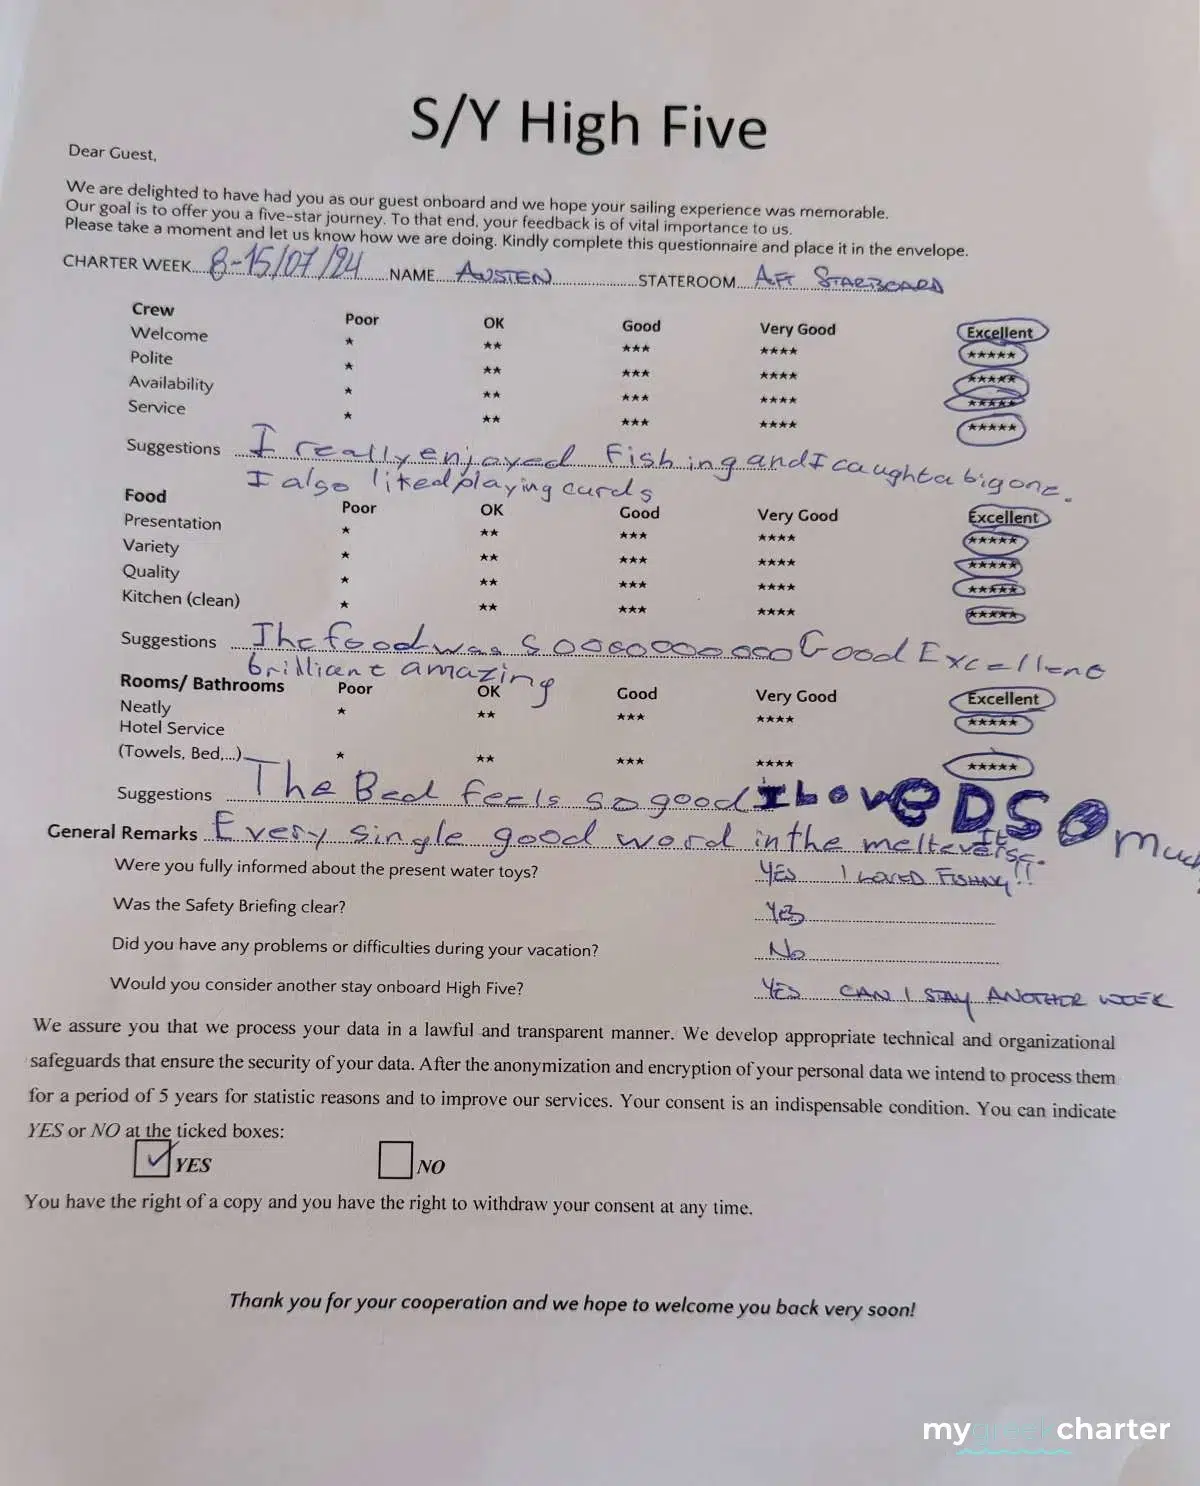 S/Y High Five
Dear Guest,
We are delighted to have had you as our guest onboard and we hope your sailing experience was memorable.
Our goal is to offer you a five-star journey. To that end, your feedback is of vital importance to us.
Please take a moment and let us know how we are doing. Kindly complete this questionnaire and place it in the envelope.
CHARTER WEEK 8-15/07/24 NAME AUSTEN STATEROOM AFT STARBOARD
Crew Poor OK Good Very Good Excellent
Welcome * ** *** **** *****
Polite * ** *** **** *****
Availability * ** *** **** *****
Service * ** *** **** *****
Suggestions I really enjoyed fishing and I caught a big one.
I also liked playing cards
Food Poor OK Good Very Good Excellent
Presentation * ** *** **** *****
Variety * ** *** **** *****
Quality * ** *** **** *****
Kitchen (clean) * ** *** **** *****
Suggestions The food was soooooooooo Good Excellent
brillient amazing
Rooms/ Bathrooms Poor OK Good Very Good Excellent
Neatly * ** *** **** *****
Hotel Service
(Towels, Bed,...) * ** *** **** *****
Suggestions The Bed feels so good I loved It so much
General Remarks Every single good word in the
Were you fully informed about the present water toys? YES I LOVED FISHING!!
Was the Safety Briefing clear? YES
Did you have any problems or difficulties during your vacation? No
Would you consider another stay onboard High Five? YES CAN I STAY ANOTHER WEEK
We assure you that we process your data in a lawful and transparent manner. We develop appropriate technical and organizational
safeguards that ensure the security of your data. After the anonymization and encryption of your personal data we intend to process them
for a period of 5 years for statistic reasons and to improve our services. Your consent is an indispensable condition. You can indicate
YES or NO at the ticked boxes:
YES NO
You have the right of a copy and you have the right to withdraw your consent at any time.
Thank you for your cooperation and we hope to welcome you back very soon!
mygreekcharter